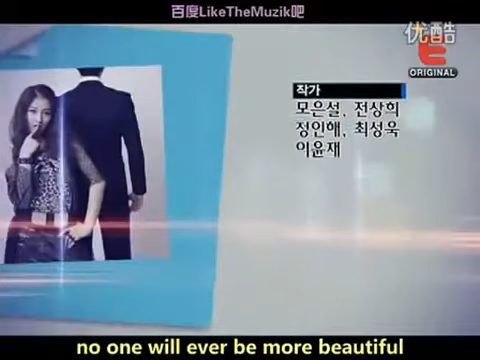 百度LikeTheMuzik吧
优酷
E
ORIGINAL
작가
모은설, 전상희
정인해, 최성욱
이윤재
no one will ever be more beautiful